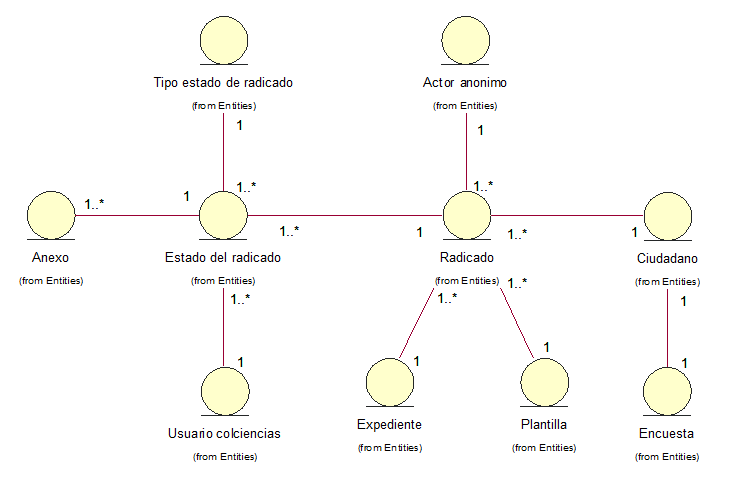 Tipo estado de radicado
(from Entities)
Actor anonimo
(from Entities)
1
1
1..*
1..*
1..*
1
Anexo
(from Entities)
Estado del radicado
(from Entities)
1..*
1
Radicado
(from Entities)
1..*
1
Ciudadano
(from Entities)
1..*
1
1..*
1..*
1
1
1
1
1
Usuario colciencias
(from Entities)
Expediente
(from Entities)
Plantilla
(from Entities)
Encuesta
(from Entities)